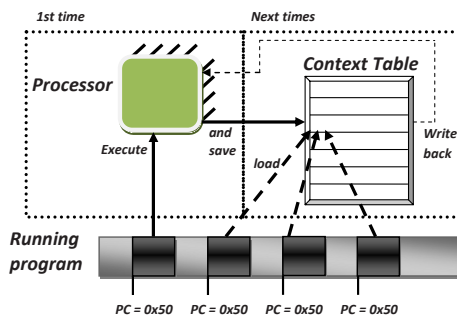 1st time
Next times
Processor
Context Table
Execute
and
save
load
Write
back
Running
program
PC = 0x50
PC = 0x50
PC = 0x50
PC = 0x50